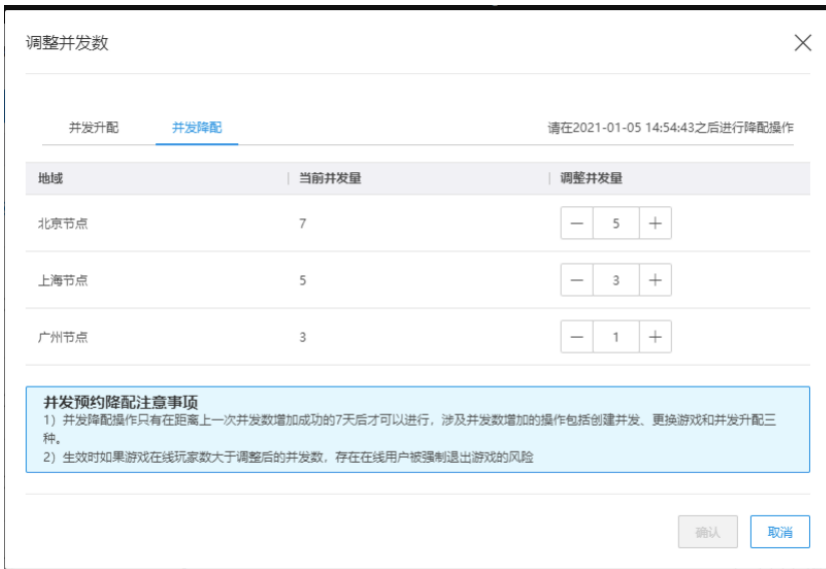 调整并发数
并发升配 并发降配 请在2021-01-05 14:54:43之后进行降配操作
地域 当前并发量 调整并发量
北京节点 7 5
上海节点 5 3
广州节点 3 1
并发预约降配注意事项
1）并发降配操作只有在距离上一次并发数增加成功的7天后才可以进行，涉及并发数增加的操作包括创建并发、更换游戏和并发升配三
种。
2）生效时如果游戏在线玩家数大于调整后的并发数，存在在线用户被强制退出游戏的风险
确认 取消